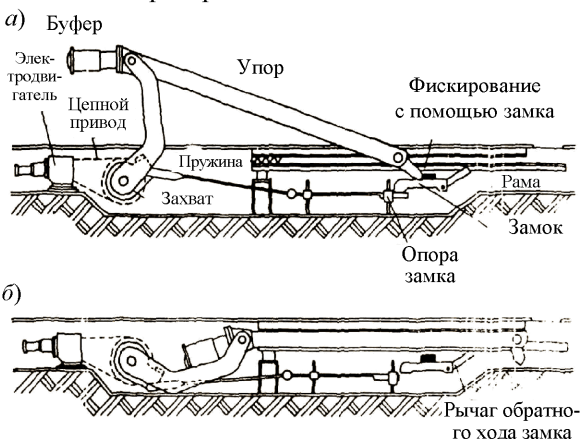 а)
Буфер
Элек-
тродви-
гатель
Цепной
привод
Упор
Фискирование
с помощью замка
Пружина
Захват
Рама
Замок
Опора
замка
б)
Рычаг обратно-
го хода замка